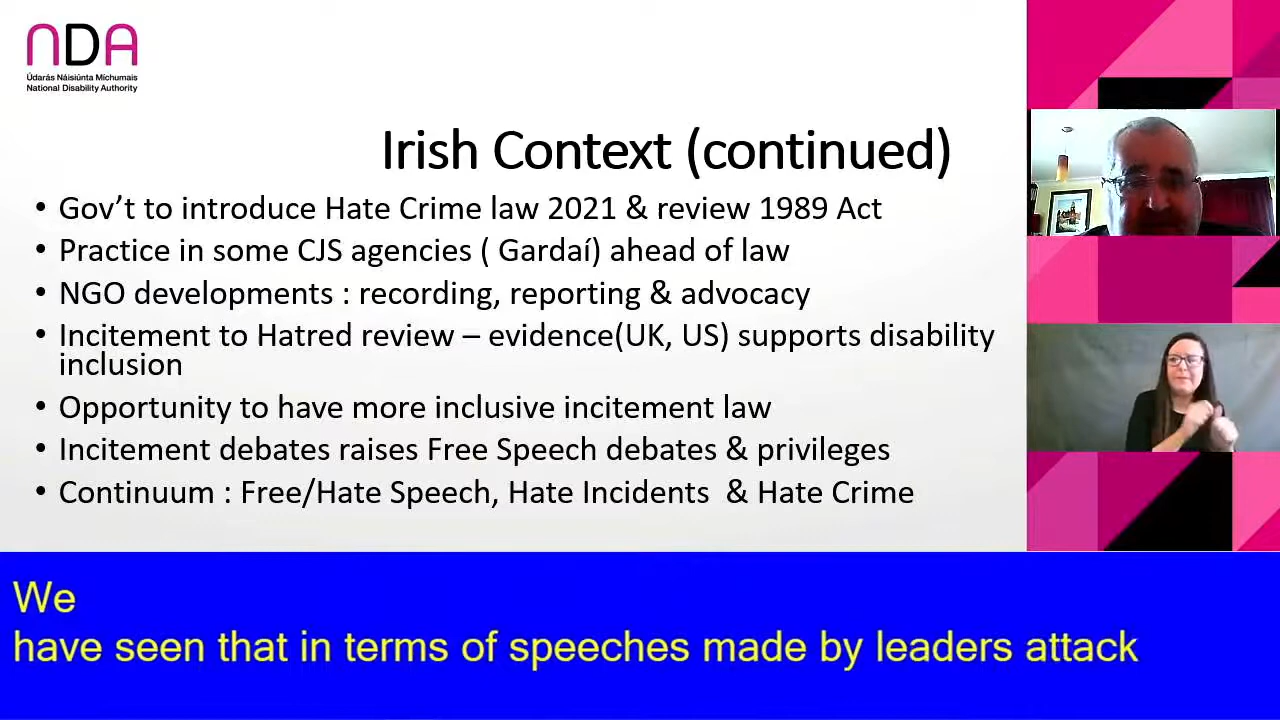 NDA
Údarás Náisiúnta Míchumais
National Disability Authority
Irish Context (continued)
• Gov’t to introduce Hate Crime law 2021 & review 1989 Act
• Practice in some CJS agencies ( Gardaí) ahead of law
• NGO developments : recording, reporting & advocacy
• Incitement to Hatred review – evidence(UK, US) supports disability
inclusion
• Opportunity to have more inclusive incitement law
• Incitement debates raises Free Speech debates & privileges
• Continuum : Free/Hate Speech, Hate Incidents  & Hate Crime
We
have seen that in terms of speeches made by leaders attack